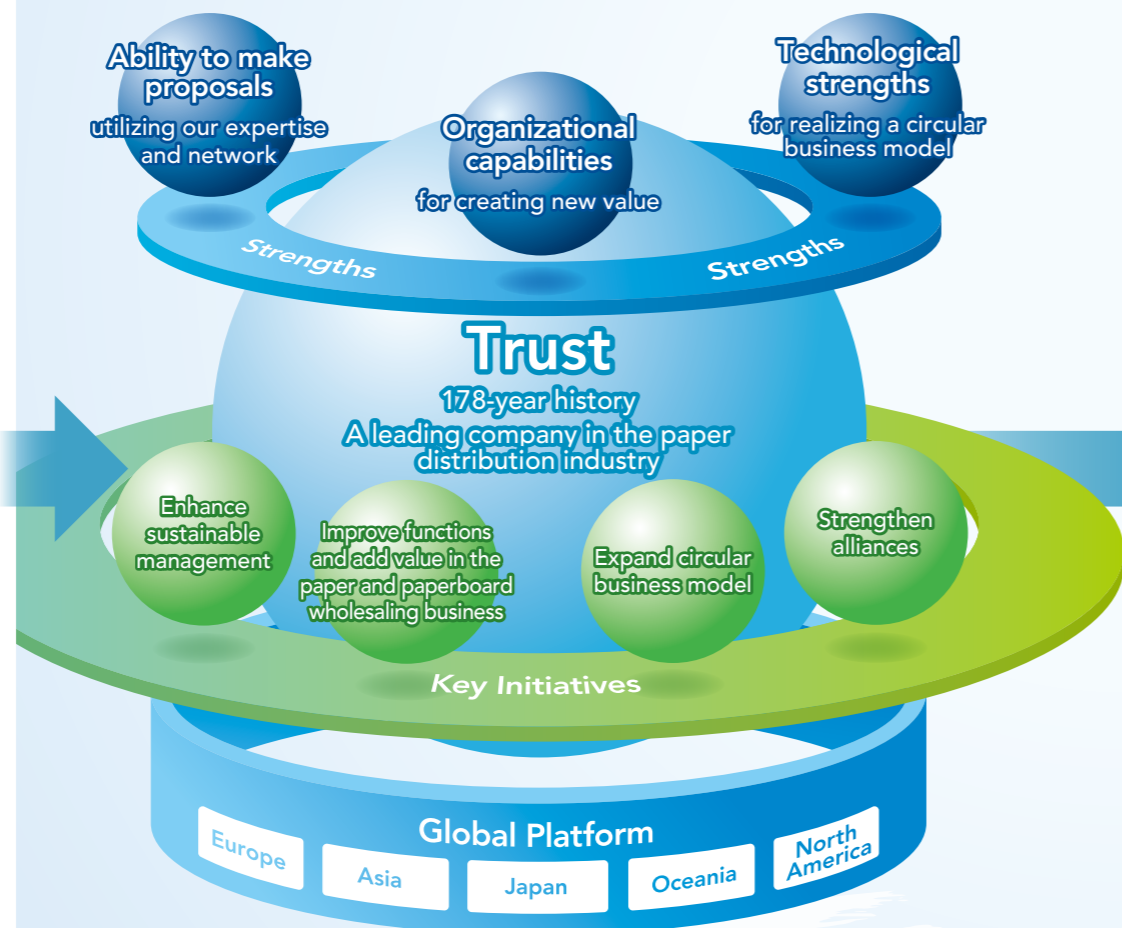 Ability to make
proposals
utilizing our expertise
and network
Organizational
capabilities
for creating new value
Technological
strengths
for realizing a circular
business model
Strengths
Strengths
Trust
178-year history
A leading company in the paper
distribution industry
Enhance
sustainable
management
Improve functions
and add value in the
paper and paperboard
wholesaling business
Expand circular
business model
Strengthen
alliances
Key Initiatives
Global Platform
Europe
Asia
Japan
Oceania
North
America